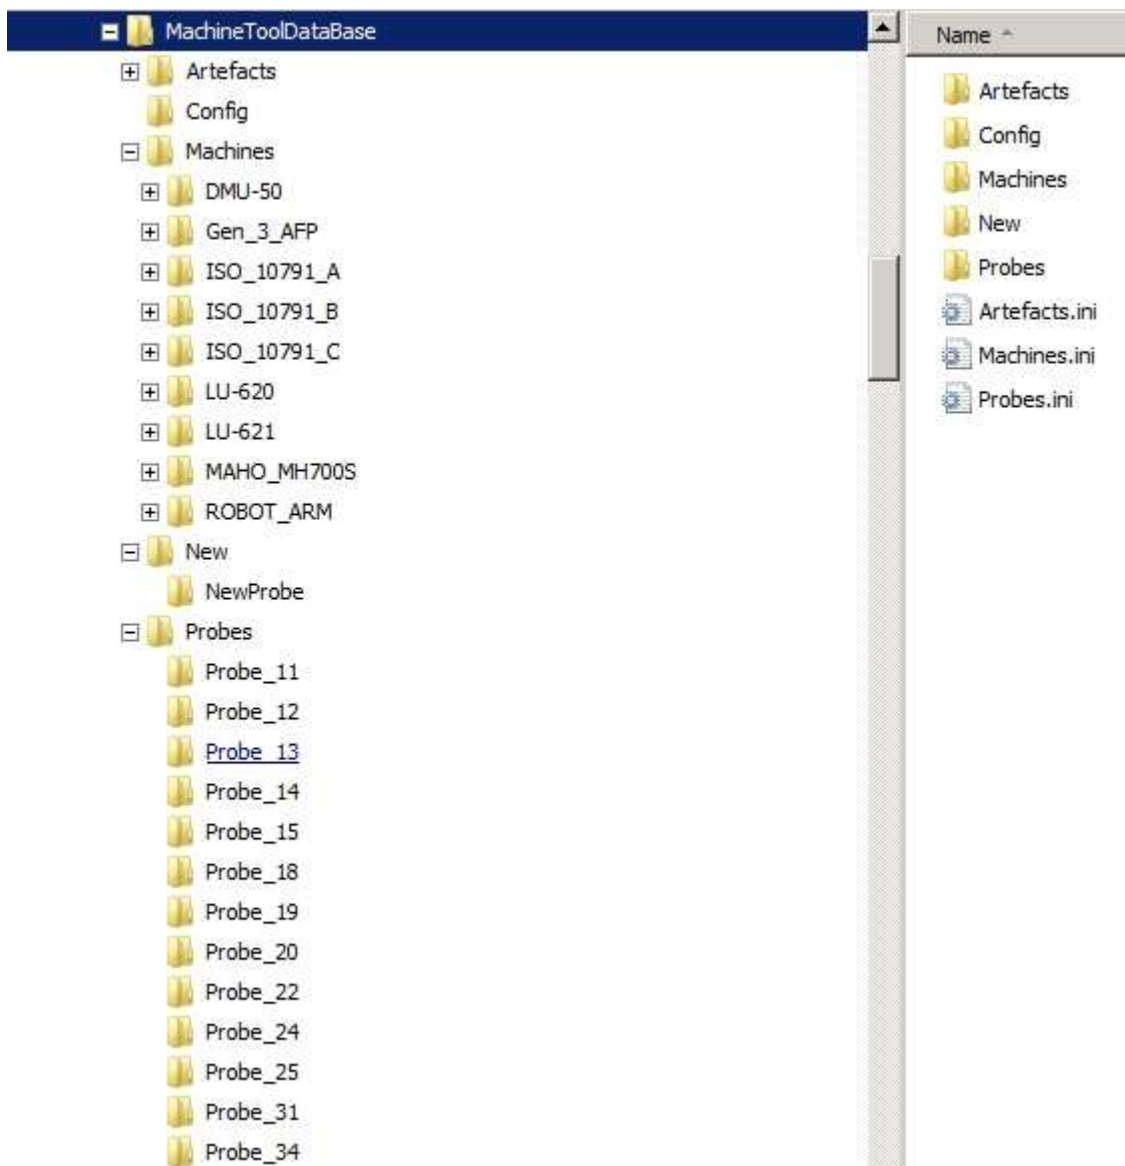 MachineToolDataBase
Artefacts
Config
Machines
DMU-50
Gen_3_AFP
ISO_10791_A
ISO_10791_B
ISO_10791_C
LU-620
LU-621
MAHO_MH700S
ROBOT_ARM
New
NewProbe
Probes
Probe_11
Probe_12
Probe_13
Probe_14
Probe_15
Probe_18
Probe_19
Probe_20
Probe_22
Probe_24
Probe_25
Probe_31
Probe_34
Name
Artefacts
Config
Machines
New
Probes
Artefacts.ini
Machines.ini
Probes.ini